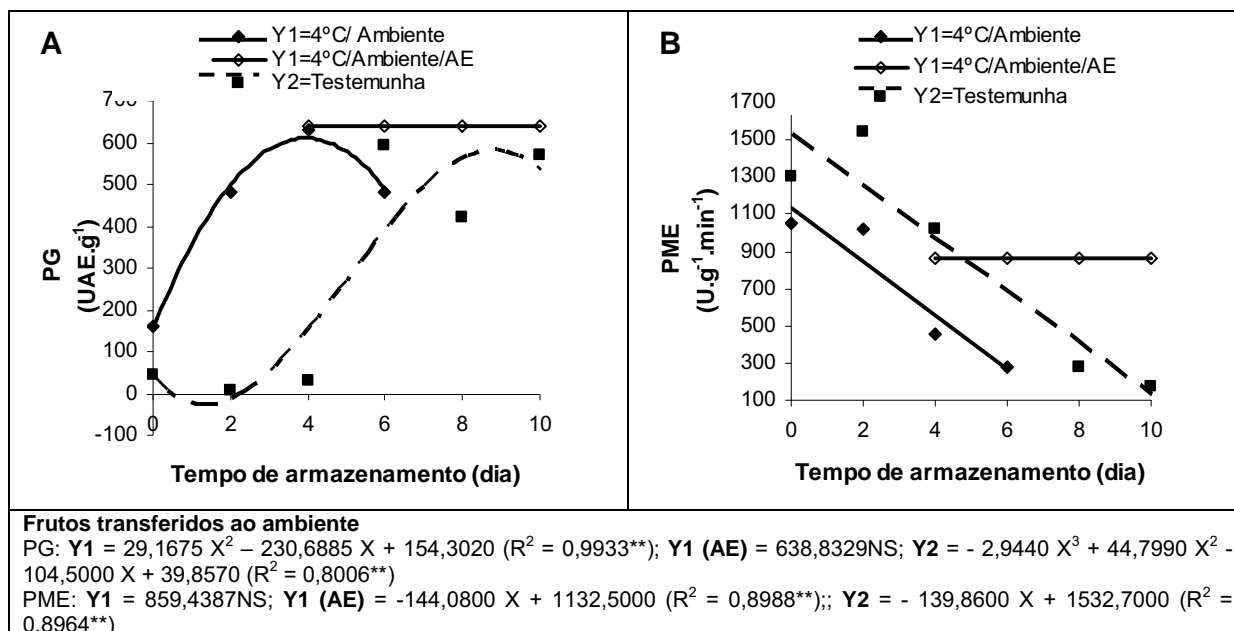 A
Y1=4ºC/ Ambiente
Y1=4ºC/Ambiente/AE
Y2=Testemunha
700
600
500
400
300
200
100
0
-100
PG
(UAE.g¹)
0 2 4 6 8 10
Tempo de armazenamento (dia)
B
Y1=4ºC/Ambiente
Y1=4ºC/Ambiente/AE
Y2=Testemunha
1700
1500
1300
1100
900
700
500
300
100
PME
(U.g⁻¹.min⁻¹)
0 2 4 6 8 10
Tempo de armazenamento (dia)
Frutos transferidos ao ambiente
PG: Y1 = 29,1675 X² – 230,6885 X + 154,3020 (R² = 0,9933**); Y1 (AE) = 638,8329NS; Y2 = - 2,9440 X³ + 44,7990 X² -
104,5000 X + 39,8570 (R² = 0,8006**)
PME: Y1 = 859,4387NS; Y1 (AE) = -144,0800 X + 1132,5000 (R² = 0,8988**);; Y2 = - 139,8600 X + 1532,7000 (R² =
0,8964**)